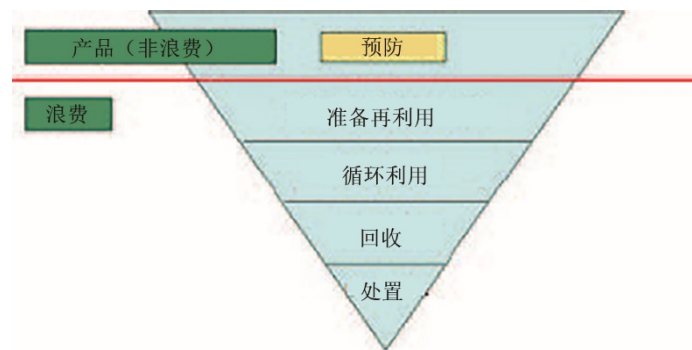 产品（非浪费）
预防
浪费
准备再利用
循环利用
回收
处置